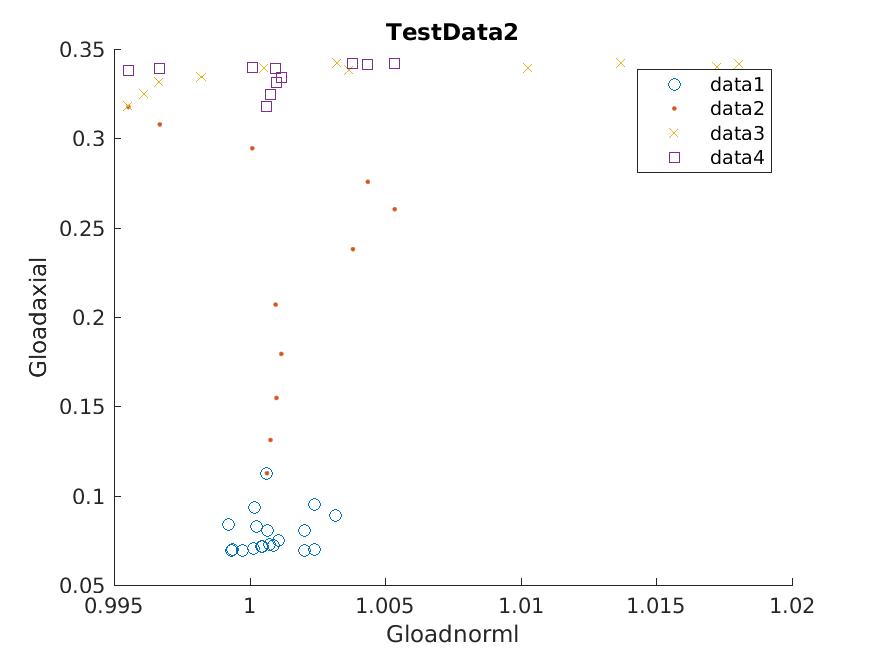 TestData2
0.35
0.3
0.25
0.2
0.15
0.1
0.05
Gloadaxial
data1
data2
data3
data4
0.995 1 1.005 1.01 1.015 1.02
Gloadnorml